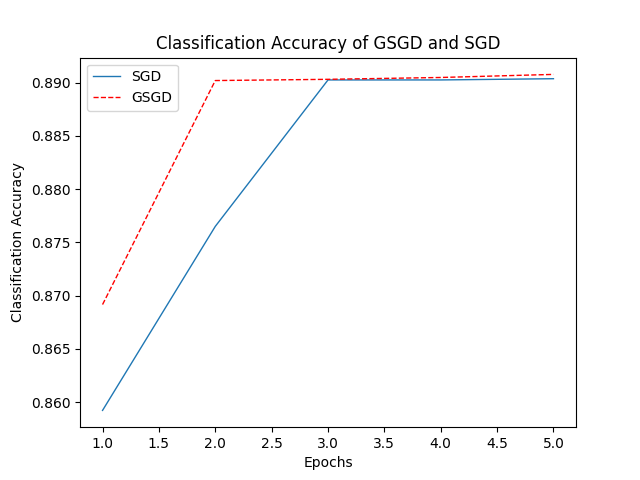 Classification Accuracy of GSGD and SGD
SGD
GSGD
0.890
0.885
0.880
0.875
0.870
0.865
0.860
Classification Accuracy
1.0 1.5 2.0 2.5 3.0 3.5 4.0 4.5 5.0
Epochs